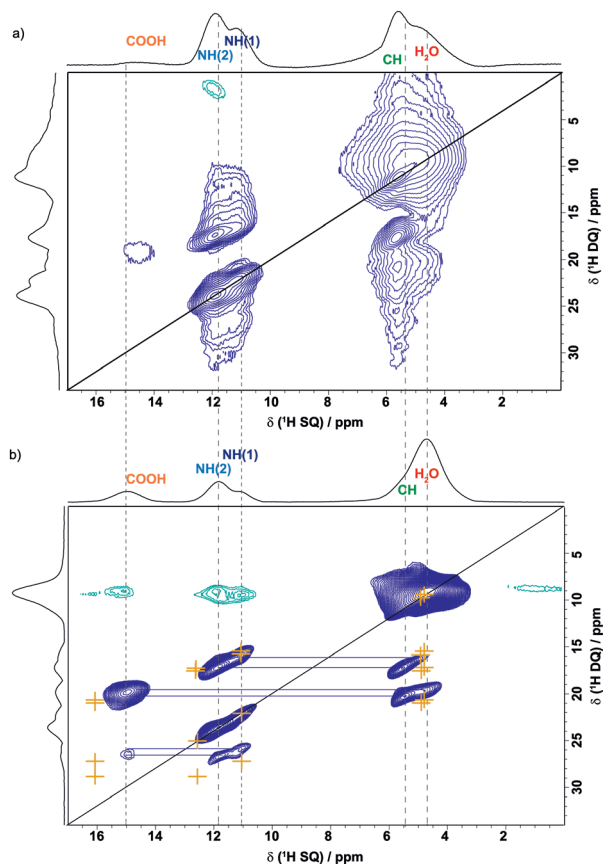 a)
COOH
NH(2)
NH(1)
CH
H₂O
5
10
15
20
25
30
δ (¹H DQ) / ppm
16 14 12 10 8 6 4 2
δ (¹H SQ) / ppm
b)
COOH
NH(2)
NH(1)
CH
H₂O
5
10
15
20
25
30
δ (¹H DQ) / ppm
16 14 12 10 8 6 4 2
δ (¹H SQ) / ppm